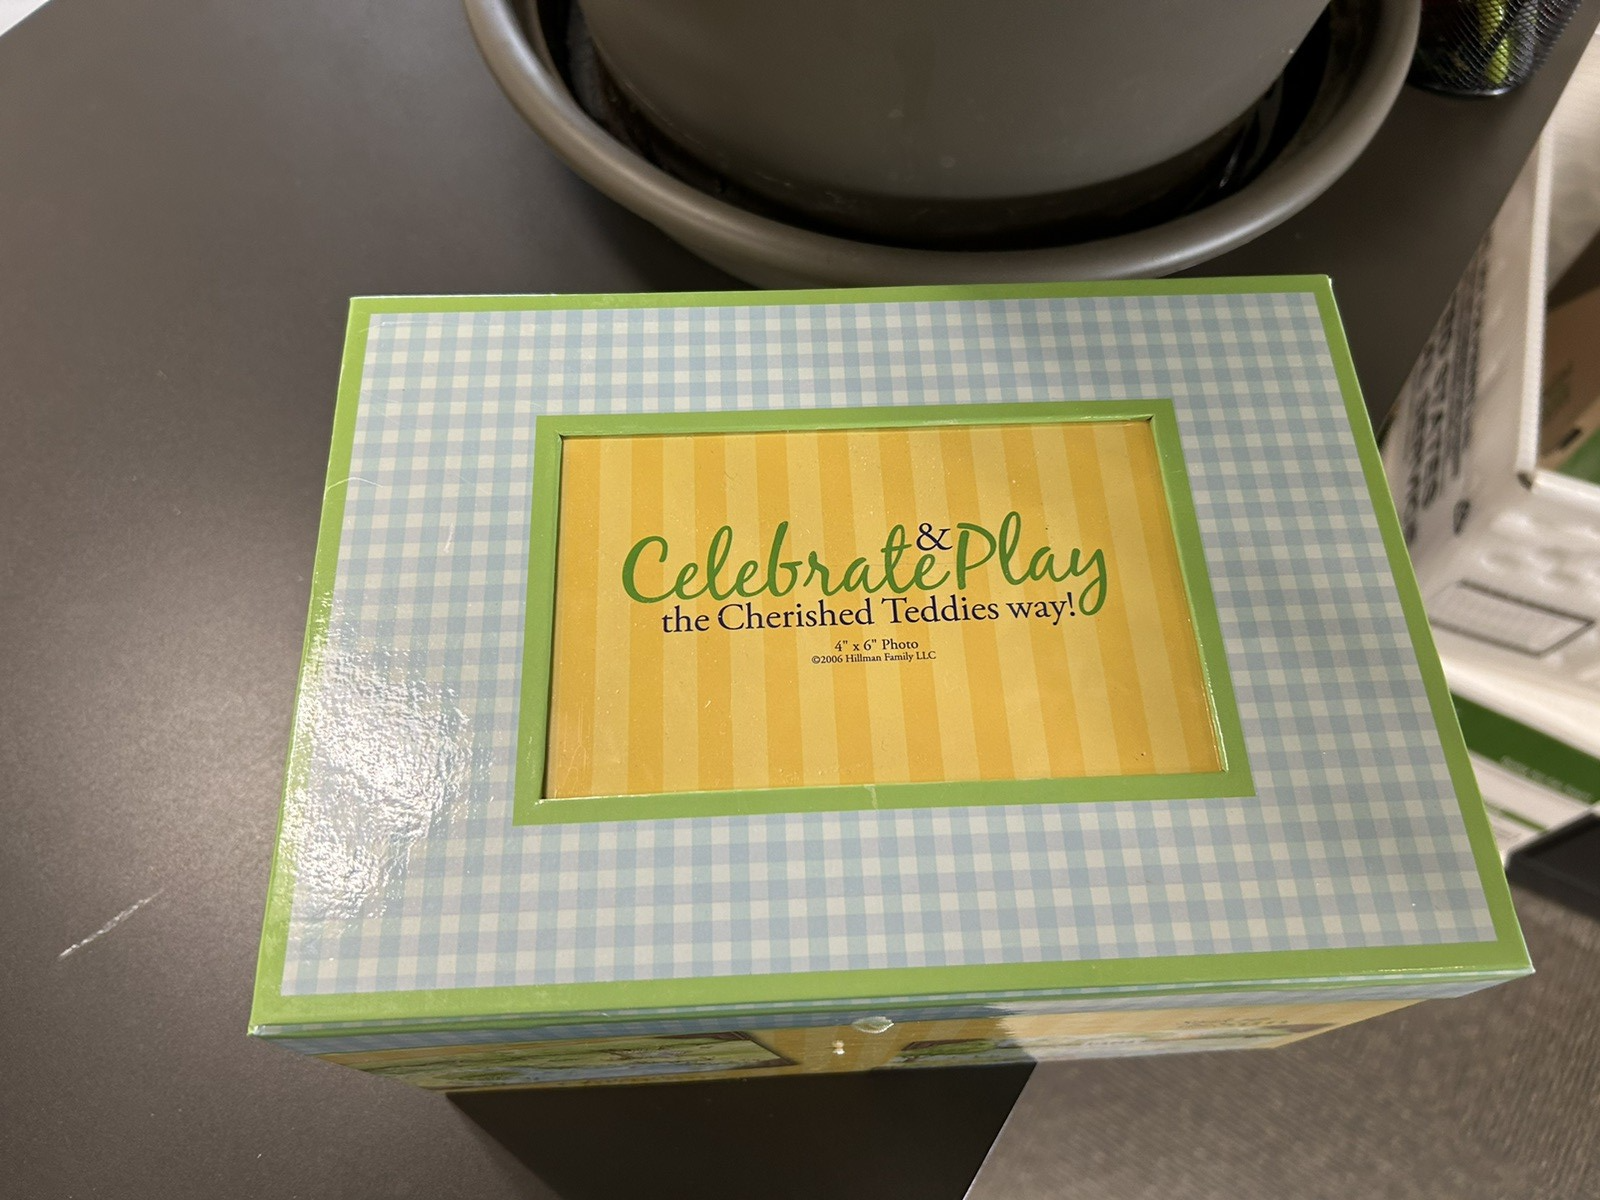 Celebrate & Play
the Cherished Teddies way!
4" x 6" Photo
©2006 Hillman Family LLC